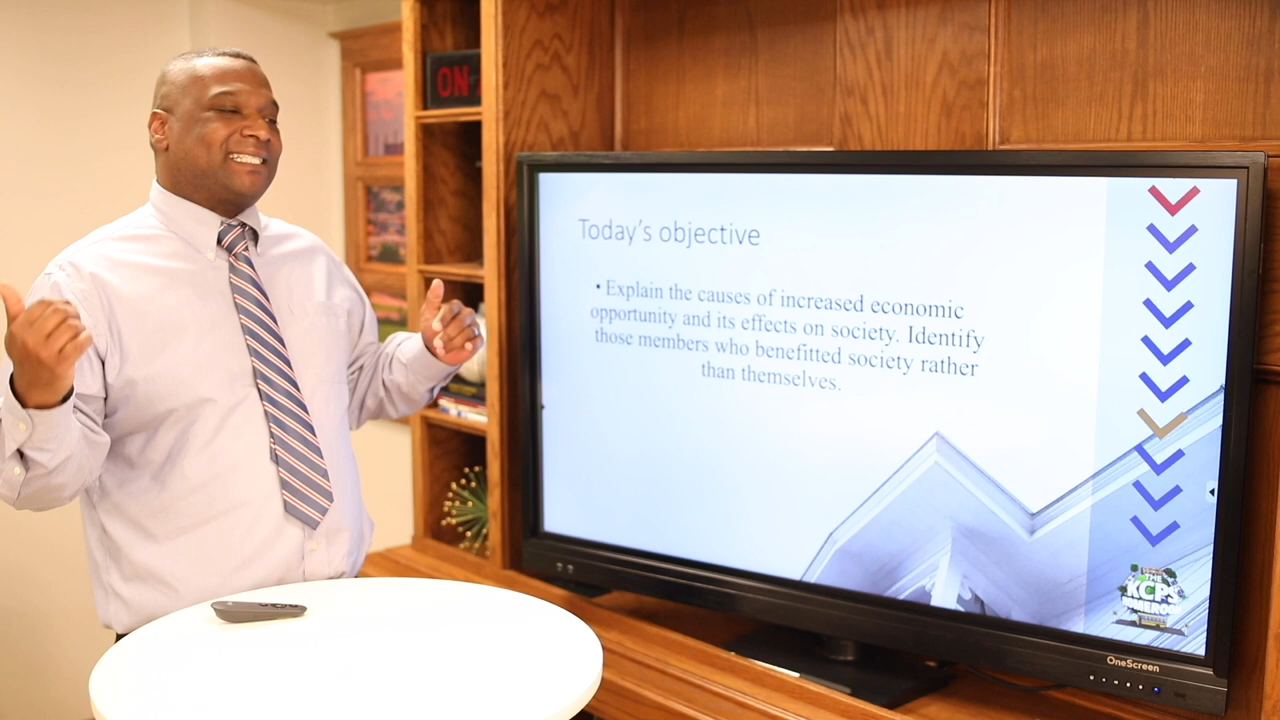 ON
Today's objective
• Explain the causes of increased economic
opportunity and its effects on society. Identify
those members who benefitted society rather
than themselves.
THE
KCPS
OneScreen